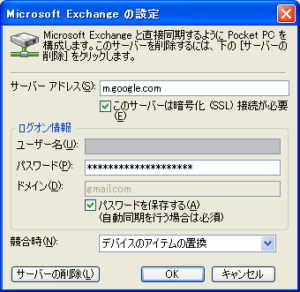 Microsoft Exchange の設定
Microsoft Exchange と直接同期するように Pocket PC を
構成します。このサーバーを削除するには、下の [サーバー
の削除] をクリックします。
サーバー アドレス(S): m.google.com
このサーバーは暗号化 (SSL) 接続が必要
(E)
ログオン情報
ユーザー名(U):
パスワード(P): ********************
ドメイン(D): gmail.com
パスワードを保存する(A)
(自動同期を行う場合は必須)
競合時(N): デバイスのアイテムの置換
サーバーの削除(L) OK キャンセル